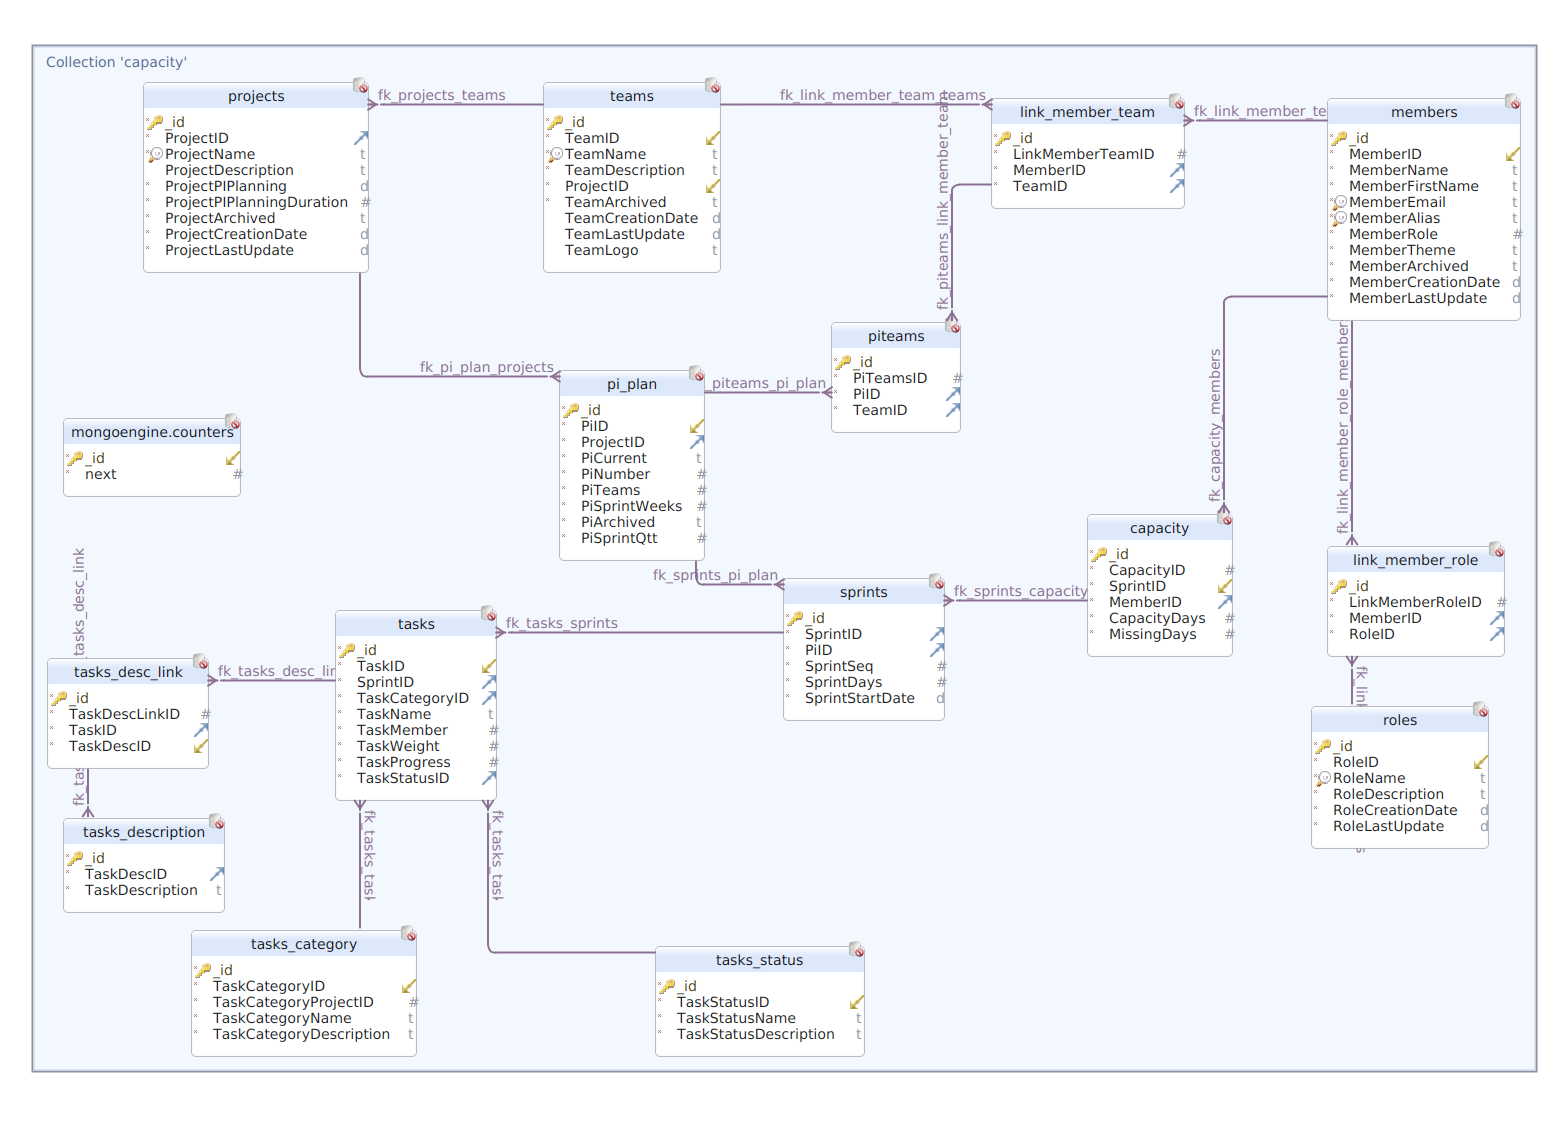 Collection 'capacity'
projects
_id
ProjectID
ProjectName t
ProjectDescription t
ProjectPIPlanning d
ProjectPIPlanningDuration #
ProjectArchived t
ProjectCreationDate d
ProjectLastUpdate d
fk_projects_teams
teams
_id
TeamID
TeamName t
TeamDescription t
ProjectID
TeamArchived t
TeamCreationDate d
TeamLastUpdate d
TeamLogo t
fk_link_member_team_teams
link_member_team
_id
LinkMemberTeamID #
MemberID
TeamID
fk_link_member_te
members
_id
MemberID
MemberName t
MemberFirstName t
MemberEmail t
MemberAlias t
MemberRole #
MemberTheme t
MemberArchived t
MemberCreationDate d
MemberLastUpdate d
fk_piteams_link_member_team
piteams
_id
PiTeamsID #
PiID
TeamID
fk_pi_plan_projects
pi_plan
_id
PiID
ProjectID
PiCurrent t
PiNumber #
PiTeams #
PiSprintWeeks #
PiArchived t
PiSprintQtt #
_piteams_pi_plan
mongoengine.counters
_id
next #
fk_capacity_members
fk_link_member_role_member
capacity
_id
CapacityID #
SprintID
MemberID
CapacityDays #
MissingDays #
link_member_role
_id
LinkMemberRoleID #
MemberID
RoleID
fk_sprints_pi_plan
sprints
_id
SprintID
PiID
SprintSeq #
SprintDays #
SprintStartDate d
fk_sprints_capacity
fk_tasks_sprints
tasks
_id
TaskID
SprintID
TaskCategoryID
TaskName t
TaskMember #
TaskWeight #
TaskProgress #
TaskStatusID
fk_tasks_desc_lin
tasks_desc_link
_id
TaskDescLinkID #
TaskID
TaskDescID
fk_tas
tasks_desc_link
tasks_description
_id
TaskDescID
TaskDescription t
fk_tasks_task
fk_tasks_task
fk_link
s
roles
_id
RoleID
RoleName t
RoleDescription t
RoleCreationDate d
RoleLastUpdate d
tasks_category
_id
TaskCategoryID
TaskCategoryProjectID #
TaskCategoryName t
TaskCategoryDescription t
tasks_status
_id
TaskStatusID
TaskStatusName t
TaskStatusDescription t